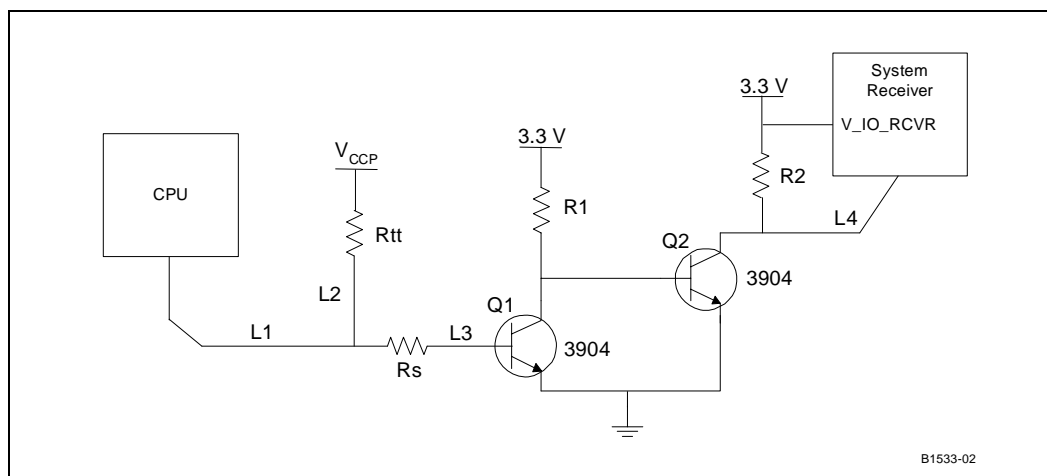 System
Receiver
3.3 V
V_IO_RCVR
3.3 V
V_CCP
CPU
R2
R1
Rtt
L4
Q2
3904
L2
Q1
L1
L3
3904
Rs
B1533-02